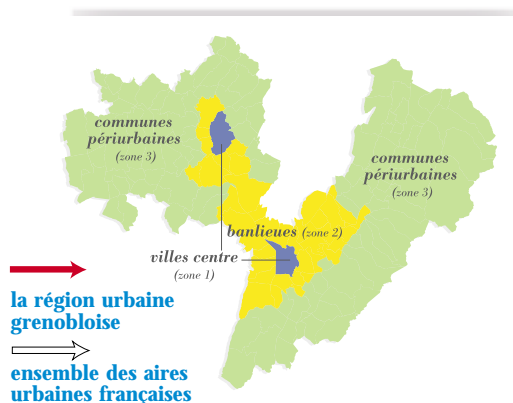 communes
périurbaines
(zone 3)
communes
périurbaines
(zone 3)
banlieues (zone 2)
villes centre
(zone 1)
la région urbaine
grenobloise
ensemble des aires
urbaines françaises